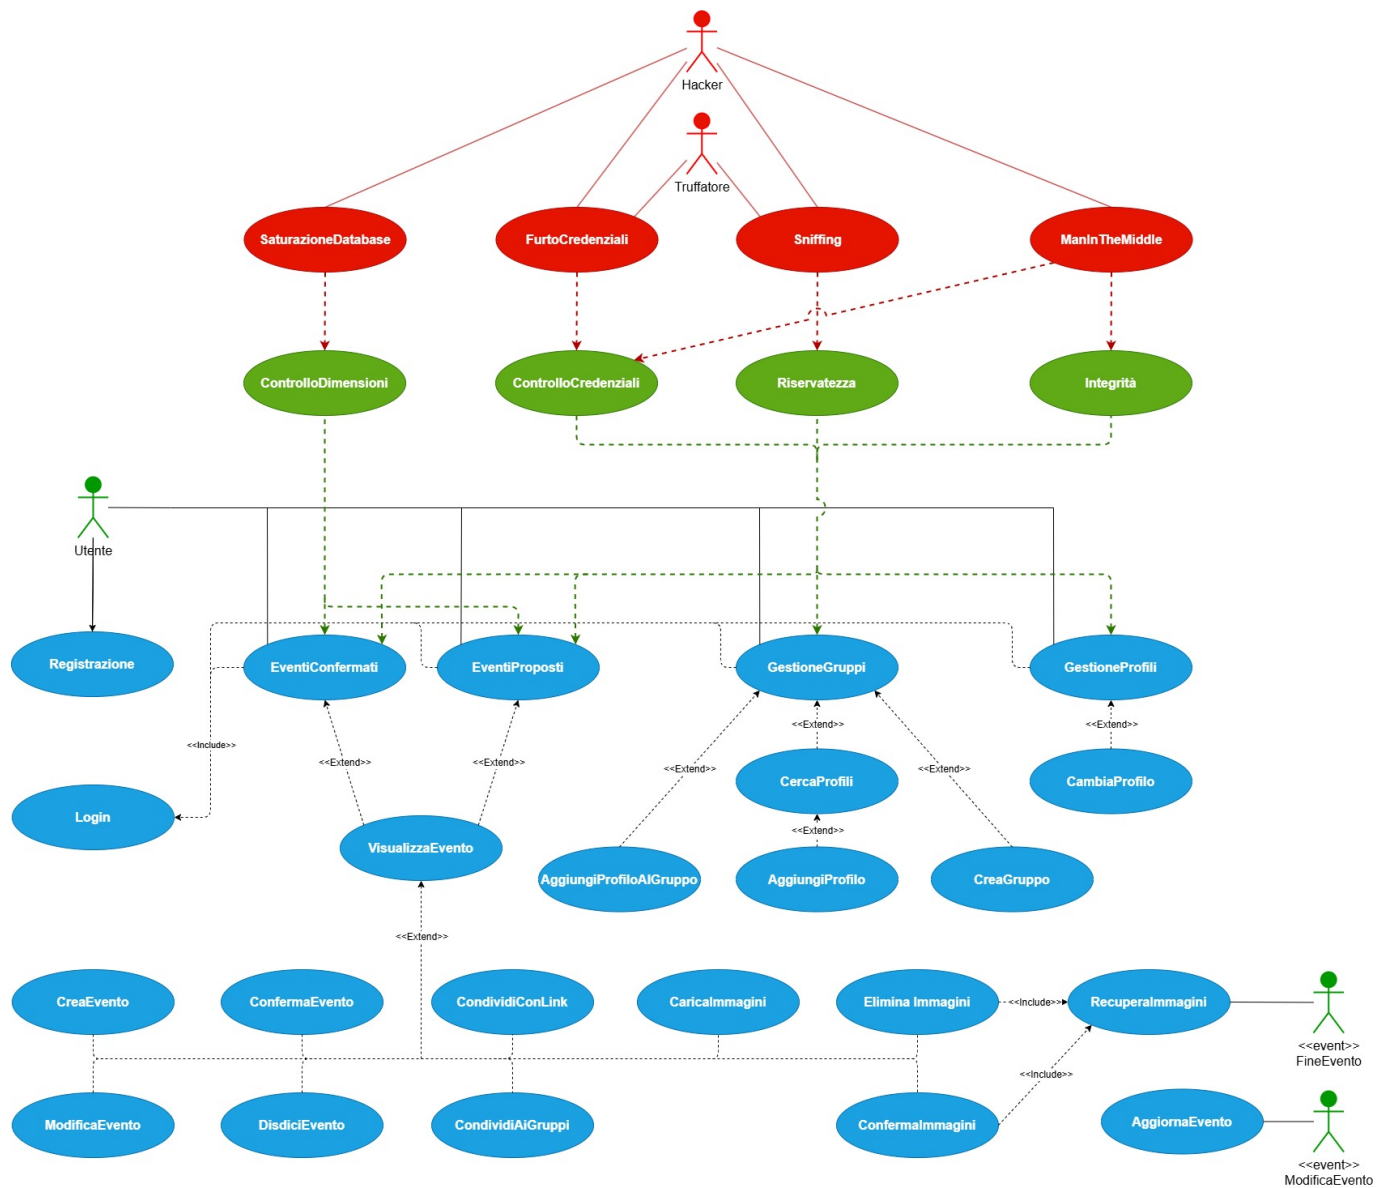 Hacker
Truffatore
SaturazioneDatabase
FurtoCredenziali
Sniffing
ManInTheMiddle
ControlloDimensioni
ControlloCredenziali
Riservatezza
Integrità
Utente
Registrazione
EventiConfermati
EventiProposti
GestioneGruppi
GestioneProfili
<<Extend>>
<<Extend>>
<<Include>>
<<Extend>>
<<Extend>>
<<Extend>>
<<Extend>>
CercaProfili
CambiaProfilo
Login
<<Extend>>
VisualizzaEvento
AggiungiProfiloAlGruppo
AggiungiProfilo
CreaGruppo
<<Extend>>
CreaEvento
ConfermaEvento
CondividiConLink
CaricaImmagini
Elimina Immagini
<<Include>>
RecuperaImmagini
<<event>>
FineEvento
<<Include>>
ModificaEvento
DisdiciEvento
CondividiAiGruppi
ConfermaImmagini
AggiornaEvento
<<event>>
ModificaEvento